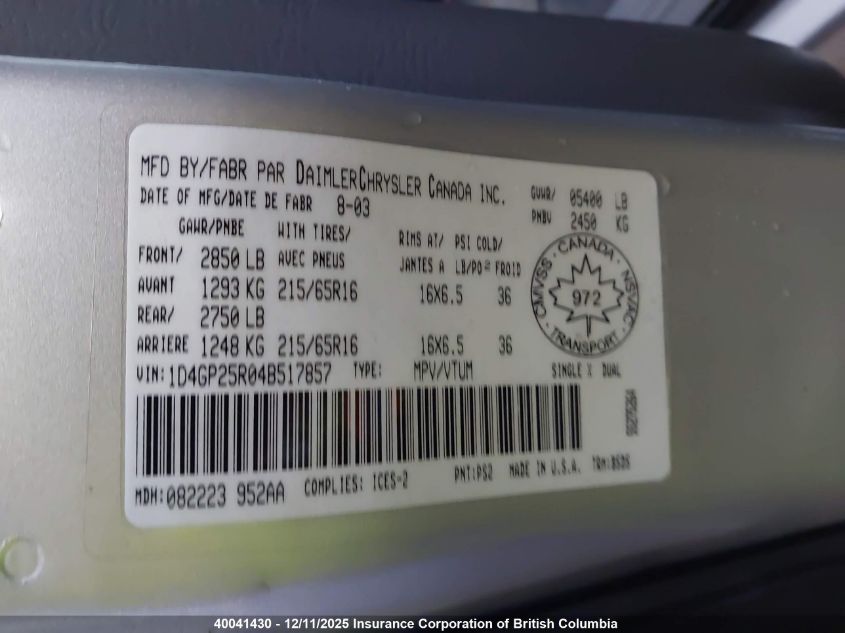 MFD BY/FABR PAR DAIMLERCHRYSLER CANADA INC.
DATE OF MFG/DATE DE FABR 8-03
GVWR/ 05400 LB
PNBV 2450 KG
GAWR/PNBE WITH TIRES/ RIMS AT/ PSI COLD/
FRONT/ 2850 LB AVEC PNEUS JANTES A LB/PO² FROID
AVANT 1293 KG 215/65R16 16X6.5 36
REAR/ 2750 LB
ARRIERE 1248 KG 215/65R16 16X6.5 36
CMVSS · CANADA · NSVAC
972
TRANSPORT
VIN: 1D4GP25R04B517857 TYPE: MPV/VTUM SINGLE X DUAL
MDH: 082223 952AA COMPLIES: ICES-2 PNT: PS2 MADE IN U.S.A.
40041430 - 12/11/2025 Insurance Corporation of British Columbia